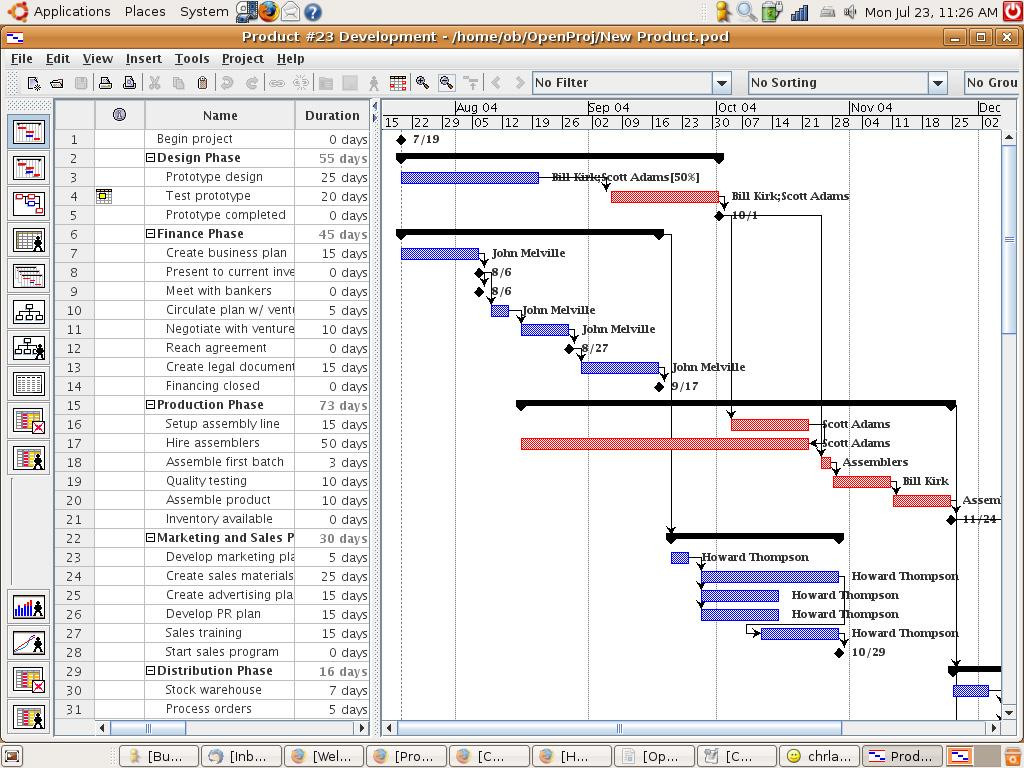 Applications Places System Mon Jul 23, 11:26 AM
Product #23 Development - /home/ob/OpenProj/New Product.pod
File Edit View Insert Tools Project Help
No Filter No Sorting No Grou
Name Duration Aug 04 Sep 04 Oct 04 Nov 04 Dec
15 22 29 05 12 19 26 02 09 16 23 30 07 14 21 28 04 11 18 25 02
1 Begin project 0 days 7/19
2 Design Phase 55 days
3 Prototype design 25 days Bill Kirk;Scott Adams[50%]
4 Test prototype 20 days Bill Kirk;Scott Adams
5 Prototype completed 0 days 10/1
6 Finance Phase 45 days
7 Create business plan 15 days John Melville
8 Present to current inve 0 days 8/6
9 Meet with bankers 0 days 8/6
10 Circulate plan w/ vent 5 days John Melville
11 Negotiate with venture 10 days John Melville
12 Reach agreement 0 days 8/27
13 Create legal document 15 days John Melville
14 Financing closed 0 days 9/17
15 Production Phase 73 days
16 Setup assembly line 15 days Scott Adams
17 Hire assemblers 50 days Scott Adams
18 Assemble first batch 3 days Assemblers
19 Quality testing 10 days Bill Kirk
20 Assemble product 10 days Assem
21 Inventory available 0 days 11/24
22 Marketing and Sales P 30 days
23 Develop marketing pla 5 days Howard Thompson
24 Create sales materials 25 days Howard Thompson
25 Create advertising pla 15 days Howard Thompson
26 Develop PR plan 15 days Howard Thompson
27 Sales training 15 days Howard Thompson
28 Start sales program 0 days 10/29
29 Distribution Phase 16 days
30 Stock warehouse 7 days
31 Process orders 5 days
[Bu... [Inb... [Wel... [Pro... [C... [H... [Op... [C... chrla... Prod...